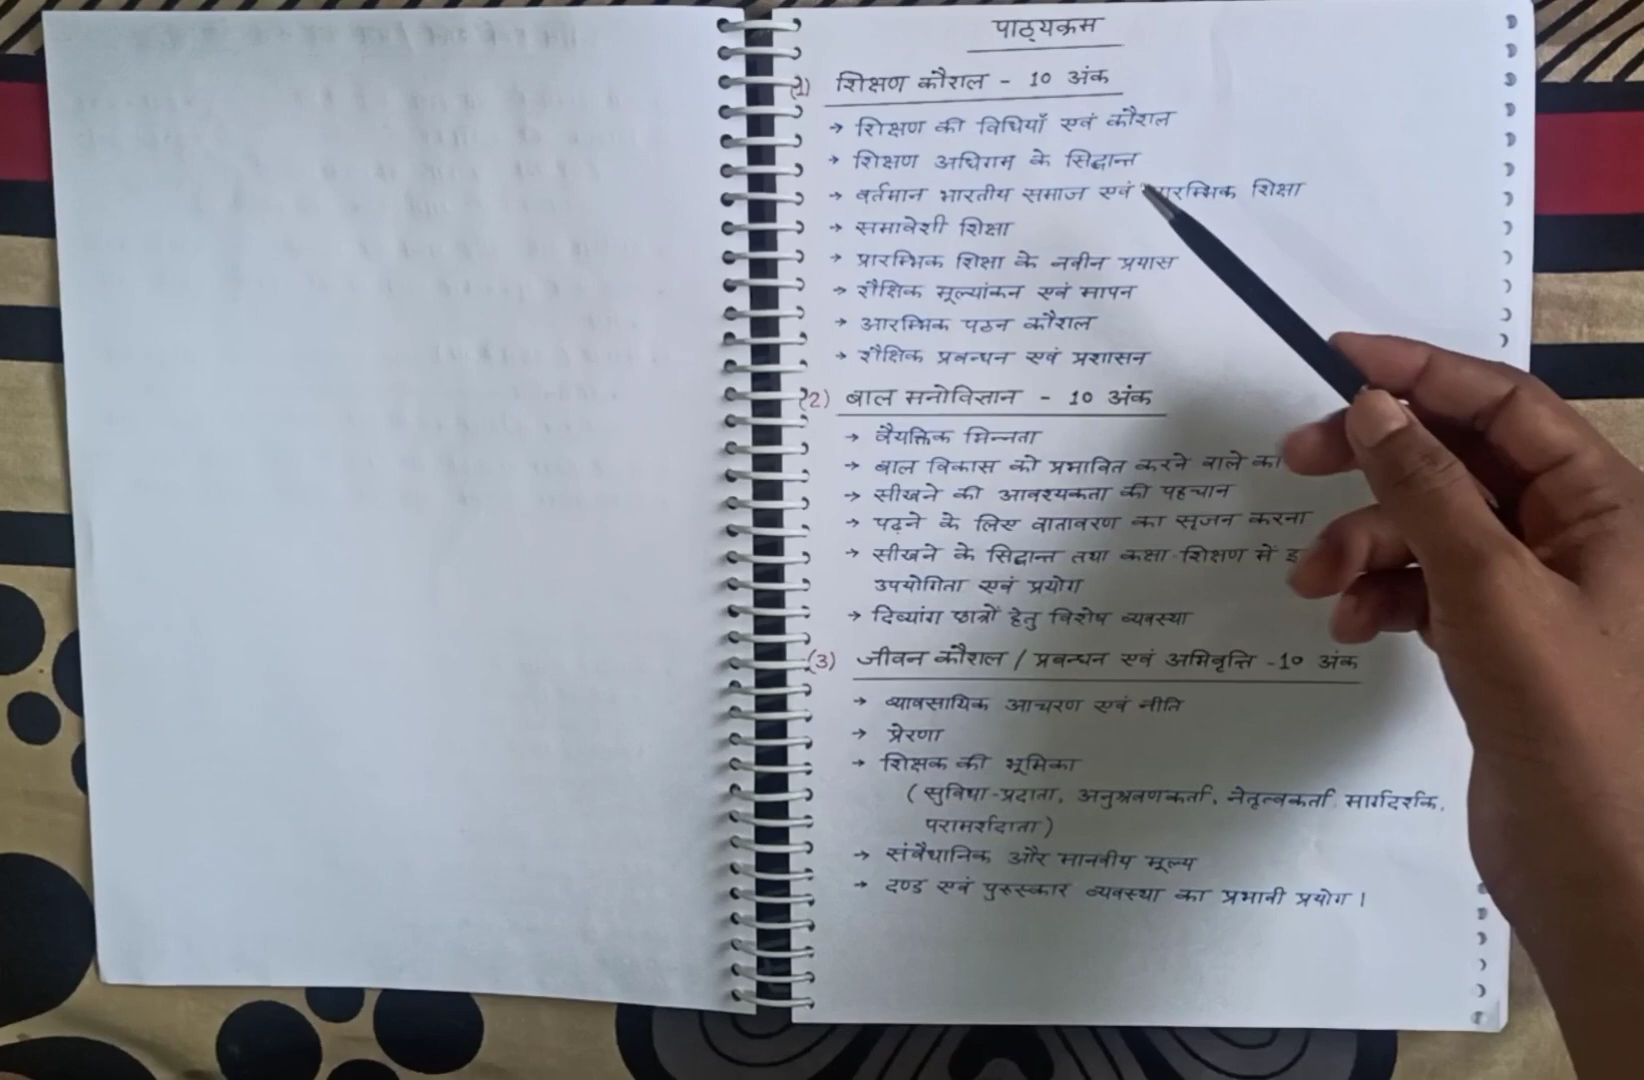 पाठ्यक्रम
(1) शिक्षण कौशल - 10 अंक
→ शिक्षण की विधियाँ एवं कौशल
→ शिक्षण अधिगम के सिद्धान्त
→ वर्तमान भारतीय समाज एवं शिक्षा
→ समावेशी शिक्षा
→ प्रारम्भिक शिक्षा के नवीन प्रयास
→ शैक्षिक मूल्यांकन एवं मापन
→ आरम्भिक पठन कौशल
→ शैक्षिक प्रबन्धन एवं प्रशासन
(2) बाल मनोविज्ञान - 10 अंक
→ वैयक्तिक भिन्नता
→ बाल विकास को प्रभावित करने वाले
→ सीखने की आवश्यकता की पहचान
→ पढ़ने के लिए वातावरण का सृजन करना
→ सीखने के सिद्धान्त तथा कक्षा शिक्षण में
उपयोगिता एवं प्रयोग
→ दिव्यांग छात्रों हेतु विशेष व्यवस्था
(3) जीवन कौशल / प्रबन्धन एवं अभिवृत्ति - 10 अंक
→ व्यावसायिक आचरण एवं नीति
→ प्रेरणा
→ शिक्षक की भूमिका
(सुविधा-प्रदाता, अनुश्रवणकर्ता, नेतृत्वकर्ता मार्गदर्शक,
परामर्शदाता)
→ संवैधानिक और मानवीय मूल्य
→ दण्ड एवं पुरुस्कार व्यवस्था का प्रभावी प्रयोग।